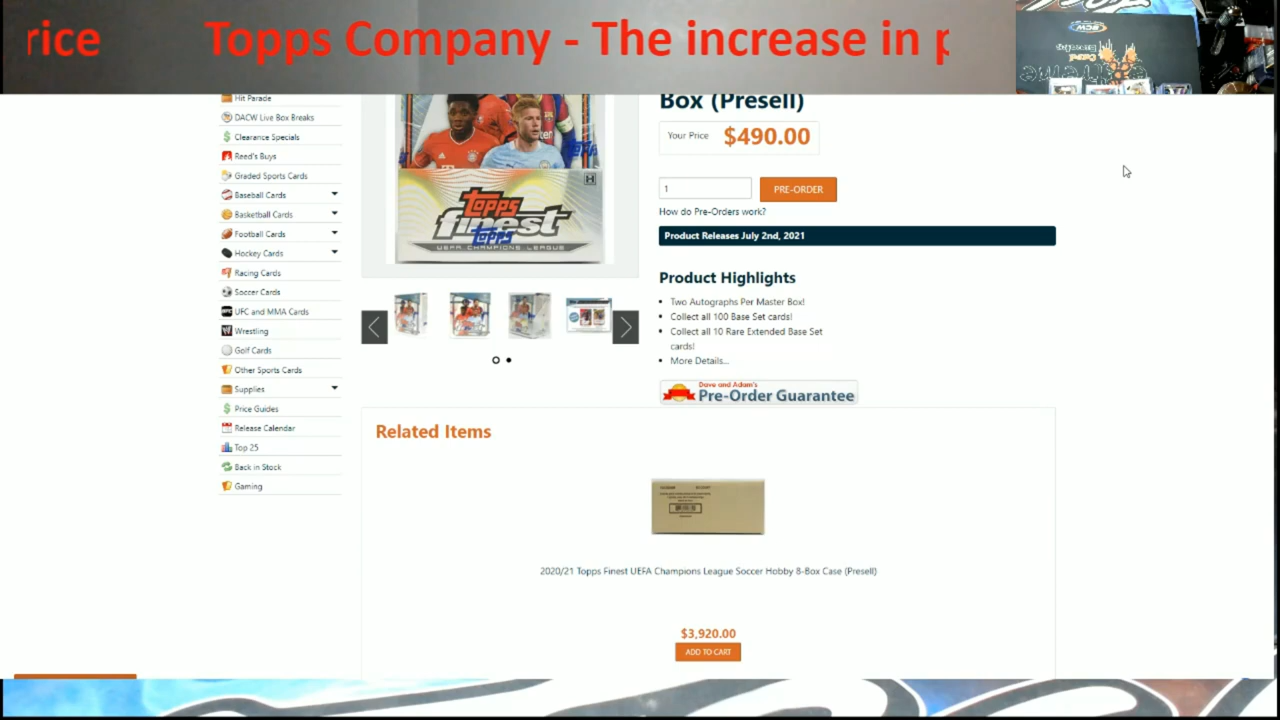 rice Topps Company - The increase in p
Box (Presell)
Your Price $490.00
1 PRE-ORDER
How do Pre-Orders work?
Product Releases July 2nd, 2021
Product Highlights
Two Autographs Per Master Box!
Collect all 100 Base Set cards!
Collect all 10 Rare Extended Base Set
cards!
More Details...
Dave and Adam's
Pre-Order Guarantee
Hit Parade
DACW Live Box Breaks
Clearance Specials
Reed's Buys
Graded Sports Cards
Baseball Cards
Basketball Cards
Football Cards
Hockey Cards
Racing Cards
Soccer Cards
UFC and MMA Cards
Wrestling
Golf Cards
Other Sports Cards
Supplies
Price Guides
Release Calendar
Top 25
Back in Stock
Gaming
H
Topps
finest
Topps
UEFA CHAMPIONS LEAGUE
Related Items
2020/21 Topps Finest UEFA Champions League Soccer Hobby 8-Box Case (Presell)
$3,920.00
ADD TO CART